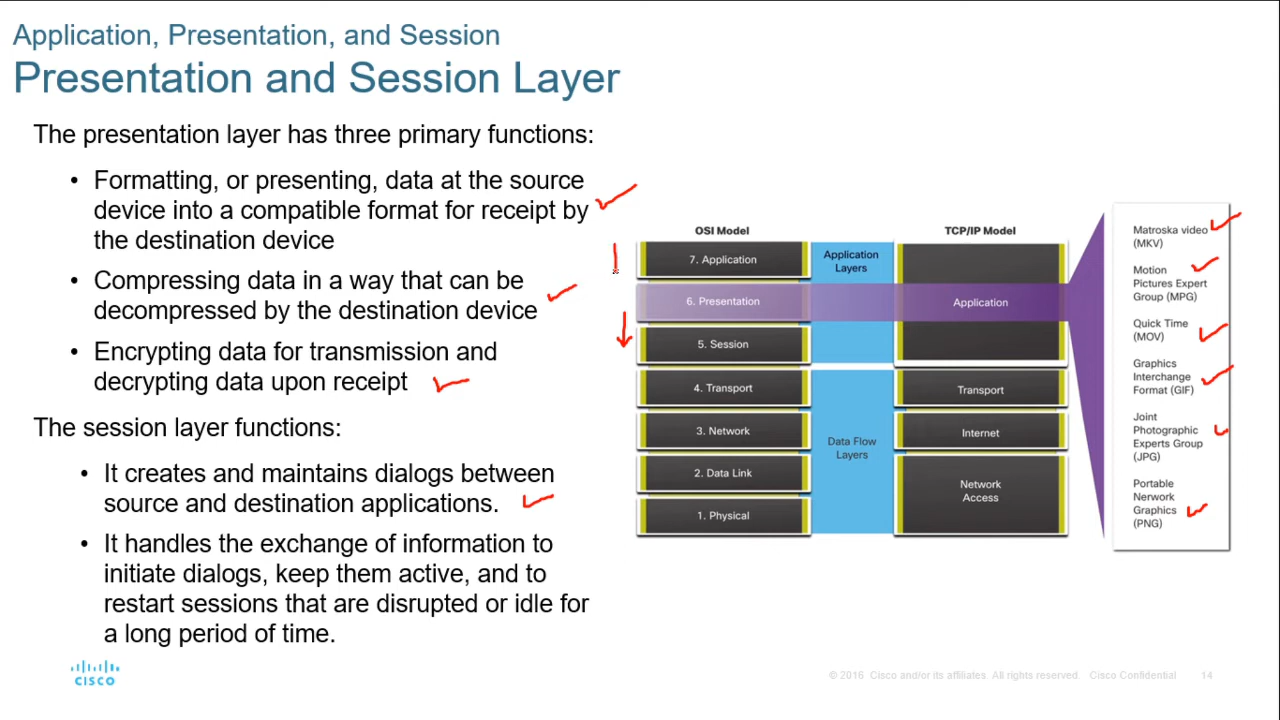 Application, Presentation, and Session
Presentation and Session Layer
The presentation layer has three primary functions:
• Formatting, or presenting, data at the source
device into a compatible format for receipt by
the destination device
• Compressing data in a way that can be
decompressed by the destination device
• Encrypting data for transmission and
decrypting data upon receipt
The session layer functions:
• It creates and maintains dialogs between
source and destination applications.
• It handles the exchange of information to
initiate dialogs, keep them active, and to
restart sessions that are disrupted or idle for
a long period of time.
OSI Model
7. Application
6. Presentation
5. Session
4. Transport
3. Network
2. Data Link
1. Physical
Application
Layers
Data Flow
Layers
TCP/IP Model
Application
Transport
Internet
Network
Access
Matroska video
(MKV)
Motion
Pictures Expert
Group (MPG)
Quick Time
(MOV)
Graphics
Interchange
Format (GIF)
Joint
Photographic
Experts Group
(JPG)
Portable
Nerwork
Graphics
(PNG)
CISCO
© 2016 Cisco and/or its affiliates. All rights reserved. Cisco Confidential 14